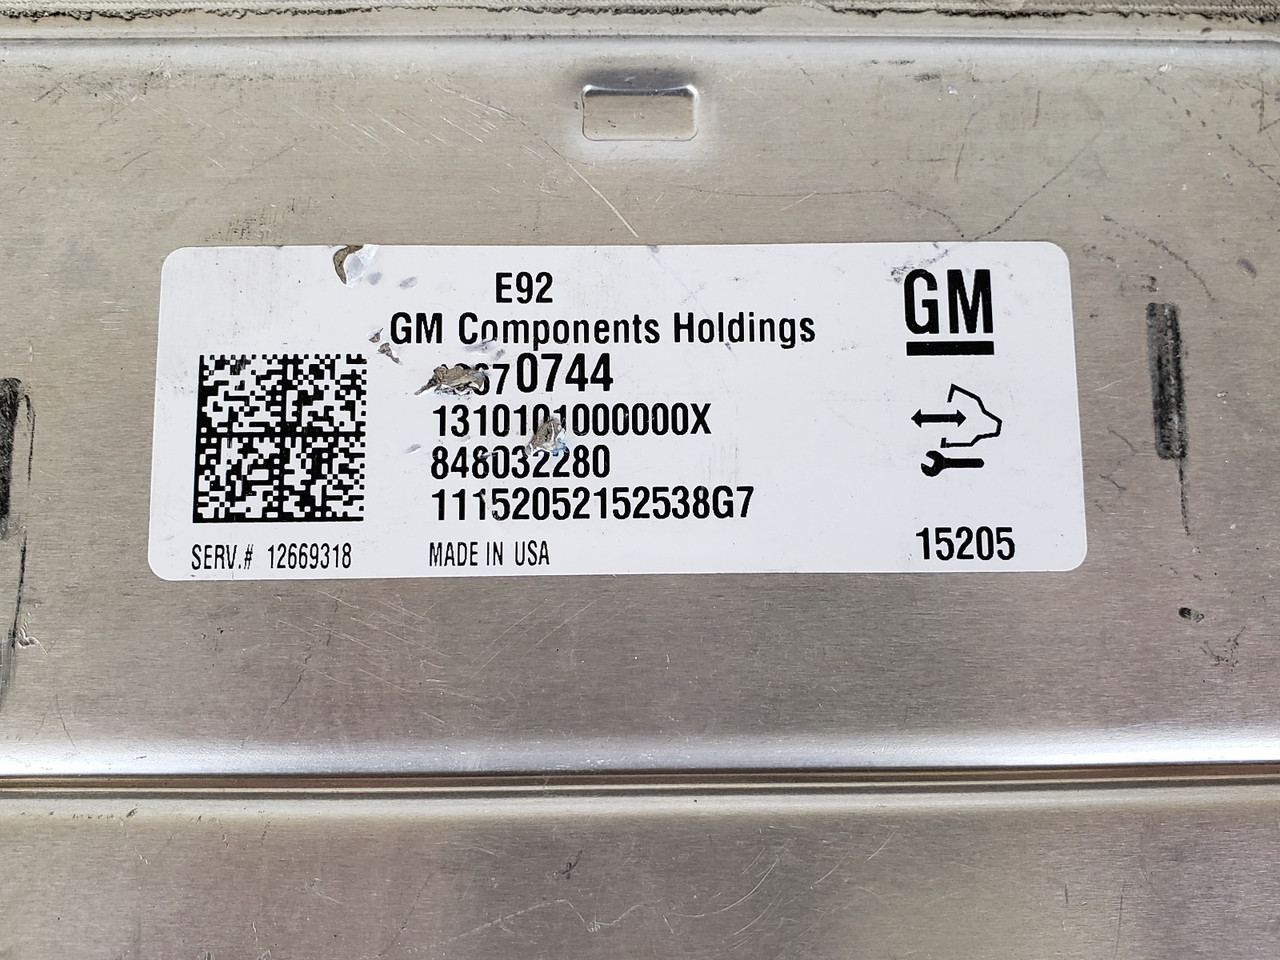 E92
GM Components Holdings
0744
1310101000000X
848032280
11152052152538G7
SERV.# 12669318
MADE IN USA
GM
15205